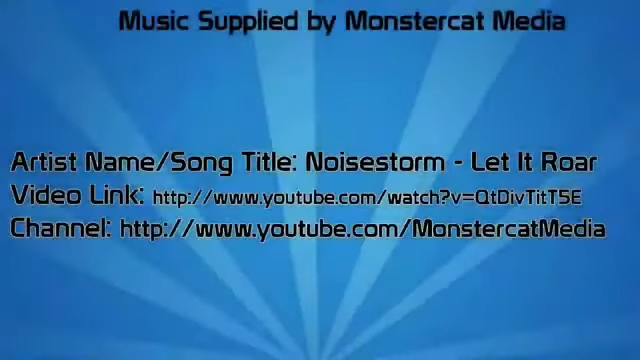 Music Supplied by Monstercat Media
Artist Name/Song Title: Noisestorm - Let It Roar
Video Link: http://www.youtube.com/watch?v=QtDivTitT5E
Channel: http://www.youtube.com/MonstercatMedia